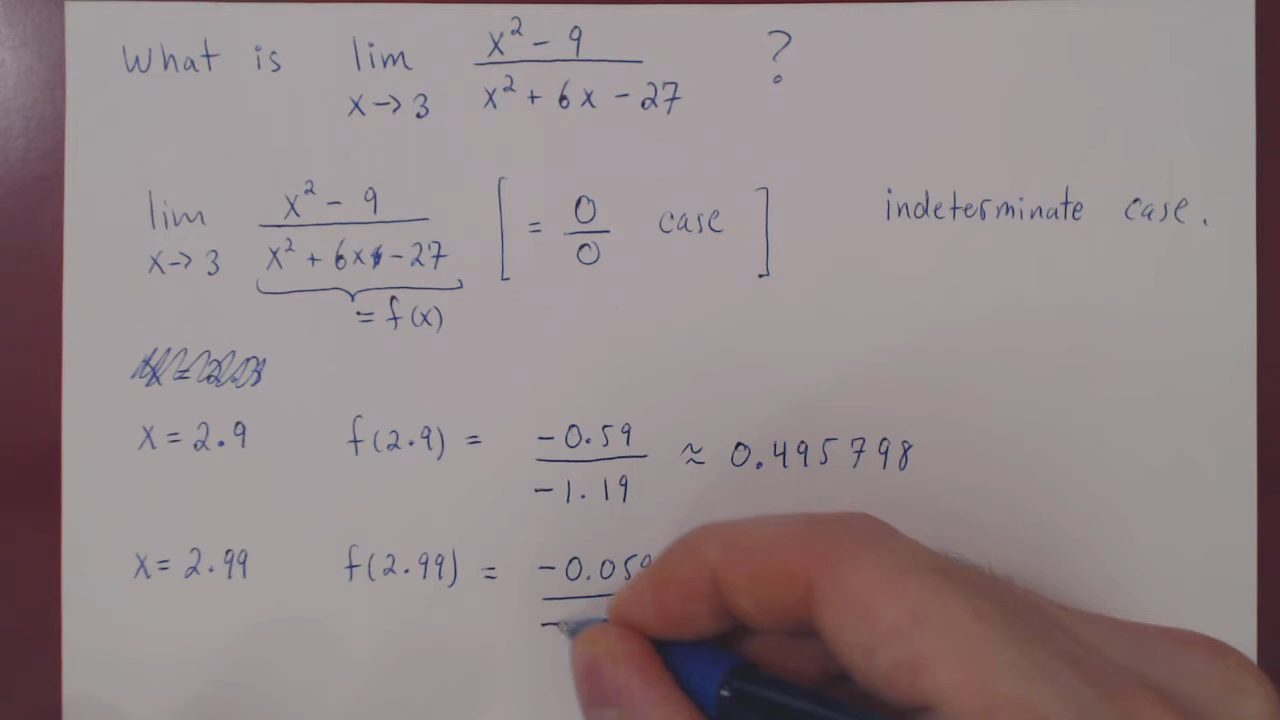 What is lim x→3 (x² - 9)/(x² + 6x - 27) ?
lim x→3 (x² - 9)/(x² + 6x - 27) [ = 0/0 case ] indeterminate case.
= f(x)
x = 2.9 f(2.9) = -0.59/-1.19 ≈ 0.495798
x = 2.99 f(2.99) = -0.059